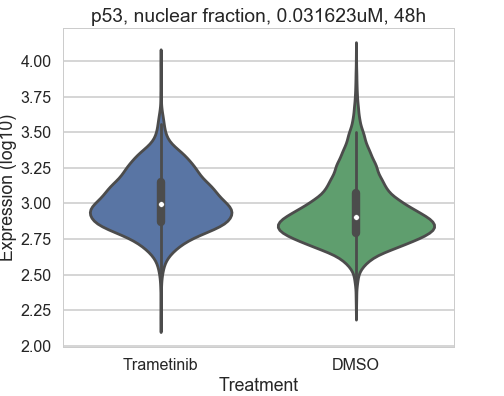 p53, nuclear fraction, 0.031623uM, 48h
Expression (log10)
4.00
3.75
3.50
3.25
3.00
2.75
2.50
2.25
2.00
Trametinib DMSO
Treatment